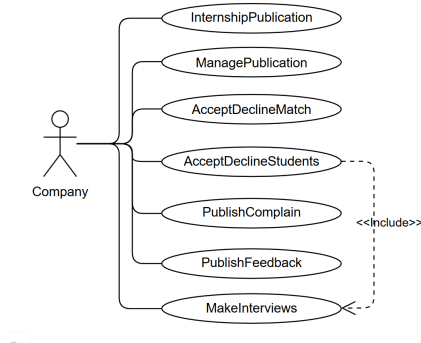 InternshipPublication
ManagePublication
AcceptDeclineMatch
AcceptDeclineStudents
Company
PublishComplain
<<Include>>
PublishFeedback
MakeInterviews